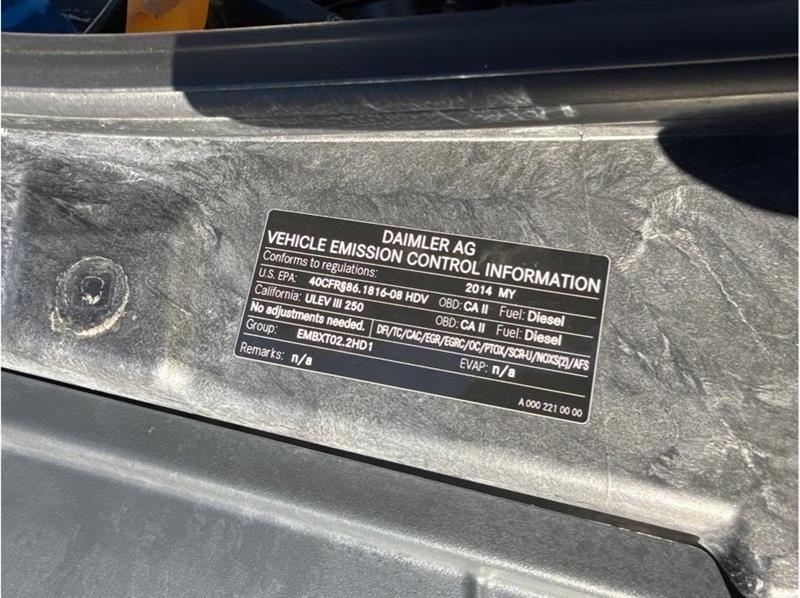 DAIMLER AG
VEHICLE EMISSION CONTROL INFORMATION
Conforms to regulations: 2014 MY
U.S. EPA: 40CFR§86.1816-08 HDV OBD: CA II Fuel: Diesel
California: ULEV III 250 OBD: CA II Fuel: Diesel
No adjustments needed. DFI/TC/CAC/EGR/EGRC/OC/PTOX/SCR-U/NOXS(2)/AFS
Group: EMBXT02.2HD1 EVAP: n/a
Remarks: n/a
A 000 221 00 00